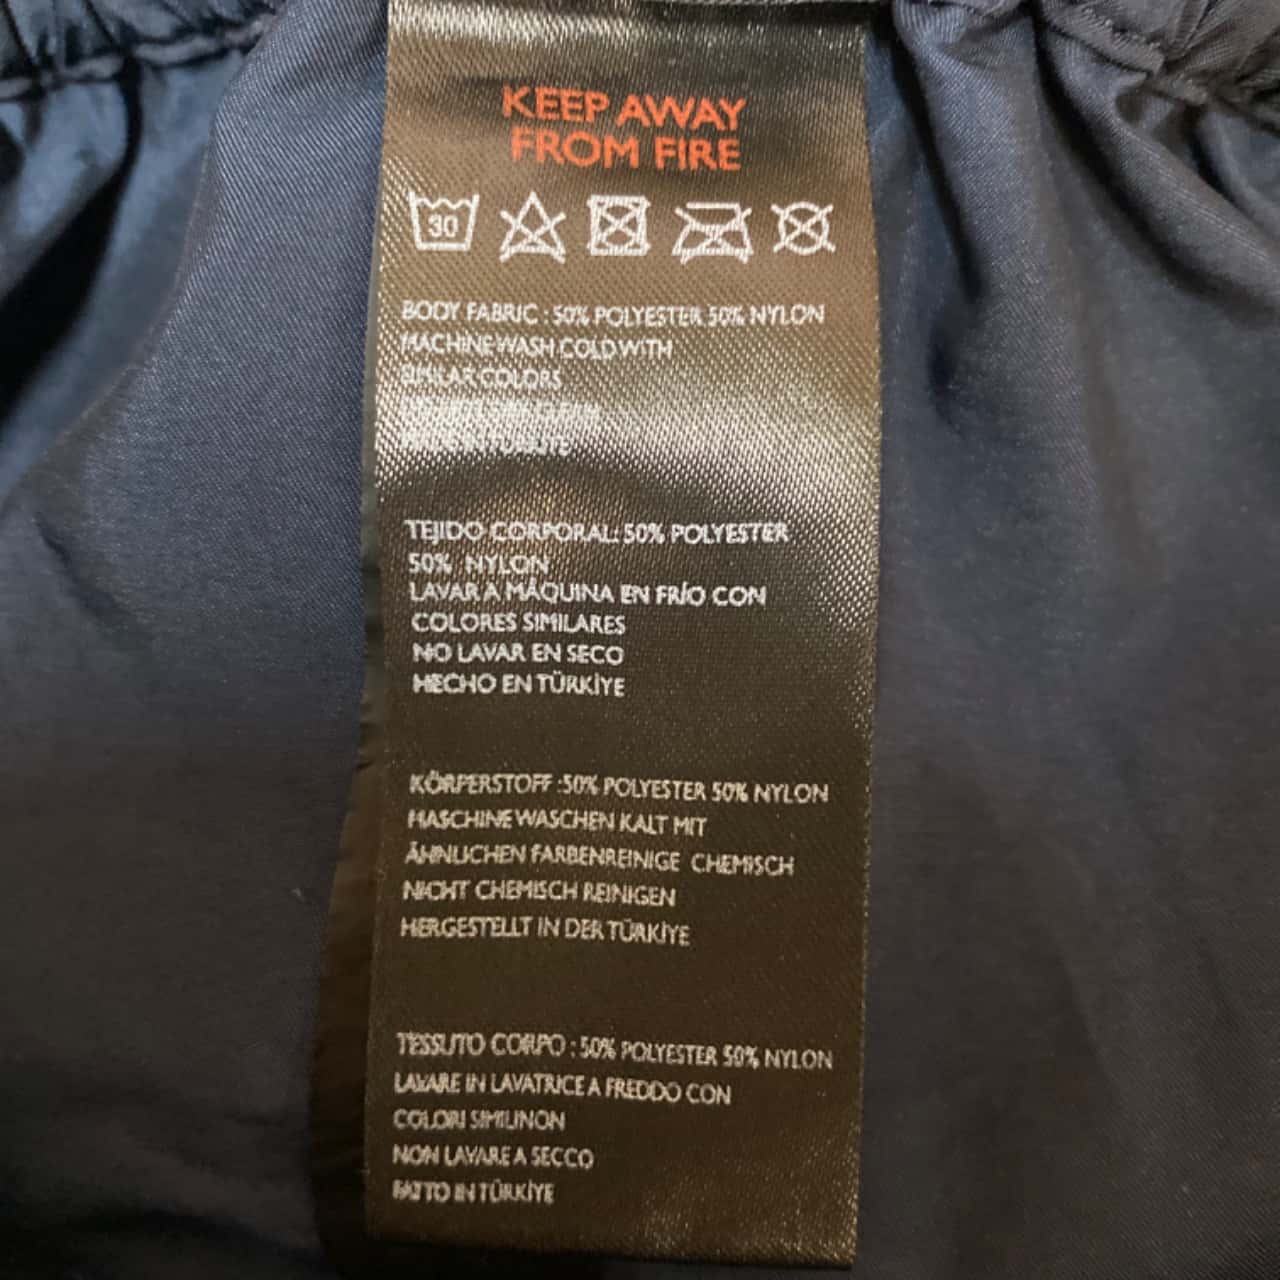 KEEP AWAY
FROM FIRE
30
BODY FABRIC : 50% POLYESTER 50% NYLON
MACHINE WASH COLD WITH
SIMILAR COLORS
TEJIDO CORPORAL: 50% POLYESTER
50% NYLON
LAVAR A MÁQUINA EN FRÍO CON
COLORES SIMILARES
NO LAVAR EN SECO
HECHO EN TÜRKİYE
KÖRPERSTOFF :50% POLYESTER 50% NYLON
MASCHINE WASCHEN KALT MIT
ÄHNLICHEN FARBENREINIGE CHEMISCH
NICHT CHEMISCH REINIGEN
HERGESTELLT IN DER TÜRKİYE
TESSUTO CORPO : 50% POLYESTER 50% NYLON
LAVARE IN LAVATRICE A FREDDO CON
COLORI SIMILINON
NON LAVARE A SECCO
FATTO IN TÜRKİYE